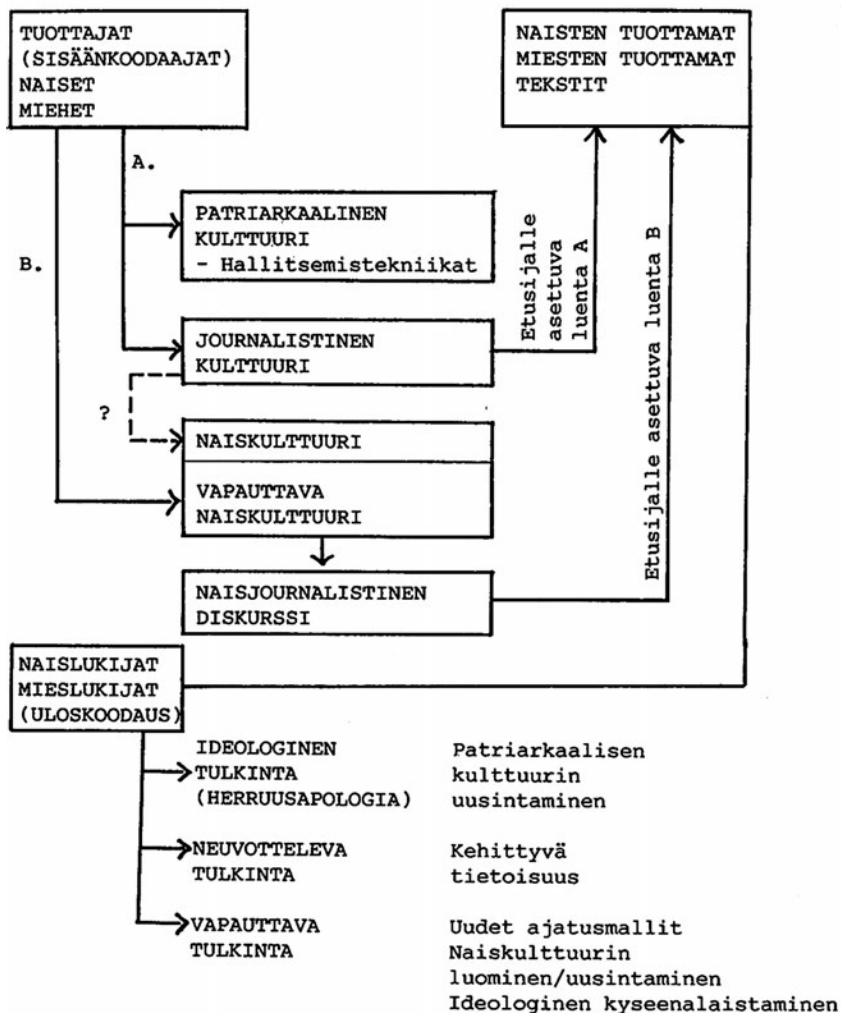 TUOTTAJAT
(SISÄÄNKOODAAJAT)
NAISET
MIEHET
NAISTEN TUOTTAMAT
MIESTEN TUOTTAMAT
TEKSTIT
A.
B.
PATRIARKAALINEN
KULTTUURI
- Hallitsemistekniikat
JOURNALISTINEN
KULTTUURI
Etusijalle
asettuva
luenta A
Etusijalle asettuva luenta B
?
NAISKULTTUURI
VAPAUTTAVA
NAISKULTTUURI
NAISJOURNALISTINEN
DISKURSSI
NAISLUKIJAT
MIESLUKIJAT
(ULOSKOODAUS)
IDEOLOGINEN
TULKINTA
(HERRUUSAPOLOGIA)
Patriarkaalisen
kulttuurin
uusintaminen
NEUVOTTELEVA
TULKINTA
Kehittyvä
tietoisuus
VAPAUTTAVA
TULKINTA
Uudet ajatusmallit
Naiskulttuurin
luominen/uusintaminen
Ideologinen kyseenalaistaminen